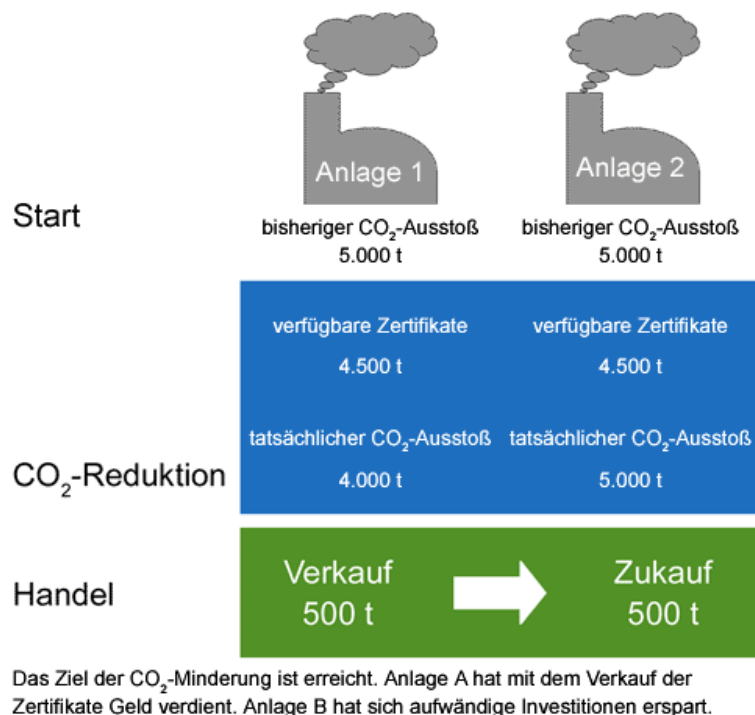 Anlage 1
Anlage 2
Start
bisheriger CO₂-Ausstoß
5.000 t
bisheriger CO₂-Ausstoß
5.000 t
verfügbare Zertifikate
4.500 t
verfügbare Zertifikate
4.500 t
CO₂-Reduktion
tatsächlicher CO₂-Ausstoß
4.000 t
tatsächlicher CO₂-Ausstoß
5.000 t
Handel
Verkauf
500 t
Zukauf
500 t
Das Ziel der CO₂-Minderung ist erreicht. Anlage A hat mit dem Verkauf der
Zertifikate Geld verdient. Anlage B hat sich aufwändige Investitionen erspart.